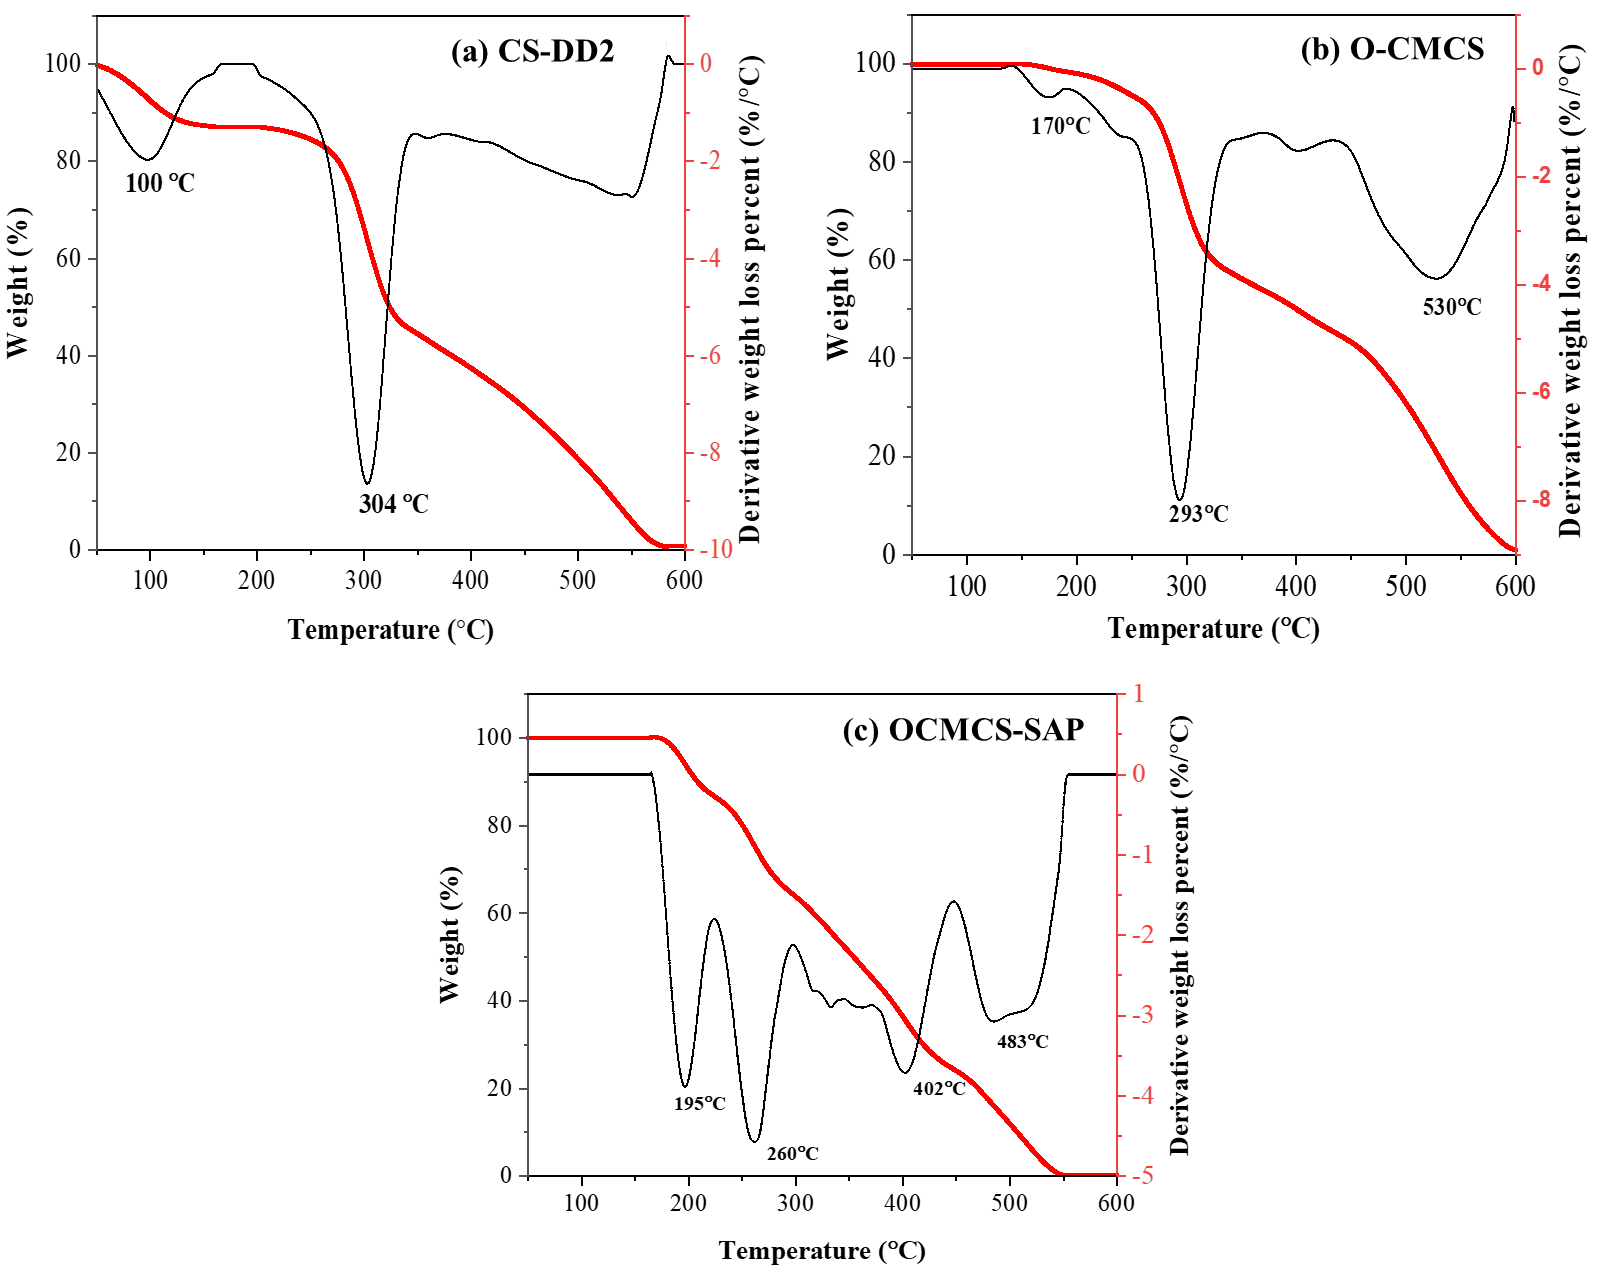 (a) CS-DD2
100
80
60
40
20
0
Weight (%)
100 °C
304 °C
0
-2
-4
-6
-8
-10
Derivative weight loss percent (%/°C)
100
200
300
400
500
600
Temperature (°C)
(b) O-CMCS
100
80
60
40
20
0
Weight (%)
170°C
293°C
530°C
0
-2
-4
-6
-8
Derivative weight loss percent (%/°C)
100
200
300
400
500
600
Temperature (°C)
(c) OCMCS-SAP
100
80
60
40
20
0
Weight (%)
195°C
260°C
402°C
483°C
1
0
-1
-2
-3
-4
-5
Derivative weight loss percent (%/°C)
100
200
300
400
500
600
Temperature (°C)